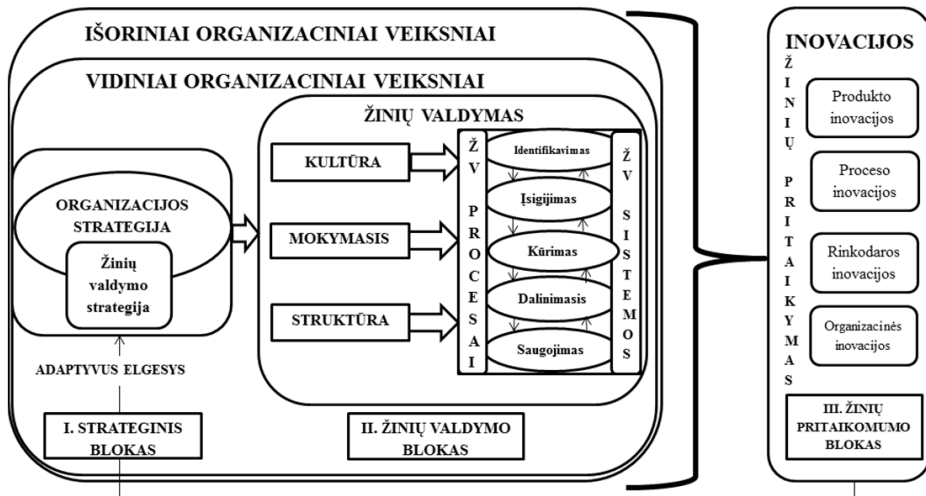 IŠORINIAI ORGANIZACINIAI VEIKSNIAI
VIDINIAI ORGANIZACINIAI VEIKSNIAI
ŽINIŲ VALDYMAS
ORGANIZACIJOS
STRATEGIJA
Žinių
valdymo
strategija
ADAPTYVUS ELGESYS
I. STRATEGINIS
BLOKAS
KULTŪRA
MOKYMASIS
STRUKTŪRA
ŽV PROCESAI
Identifikavimas
Įsigijimas
Kūrimas
Dalinimasis
Saugojimas
ŽV SISTEMOS
II. ŽINIŲ VALDYMO
BLOKAS
INOVACIJOS
ŽINIŲ PRITAIKYMAS
Produkto
inovacijos
Proceso
inovacijos
Rinkodaros
inovacijos
Organizacinės
inovacijos
III. ŽINIŲ
PRITAIKOMUMO
BLOKAS